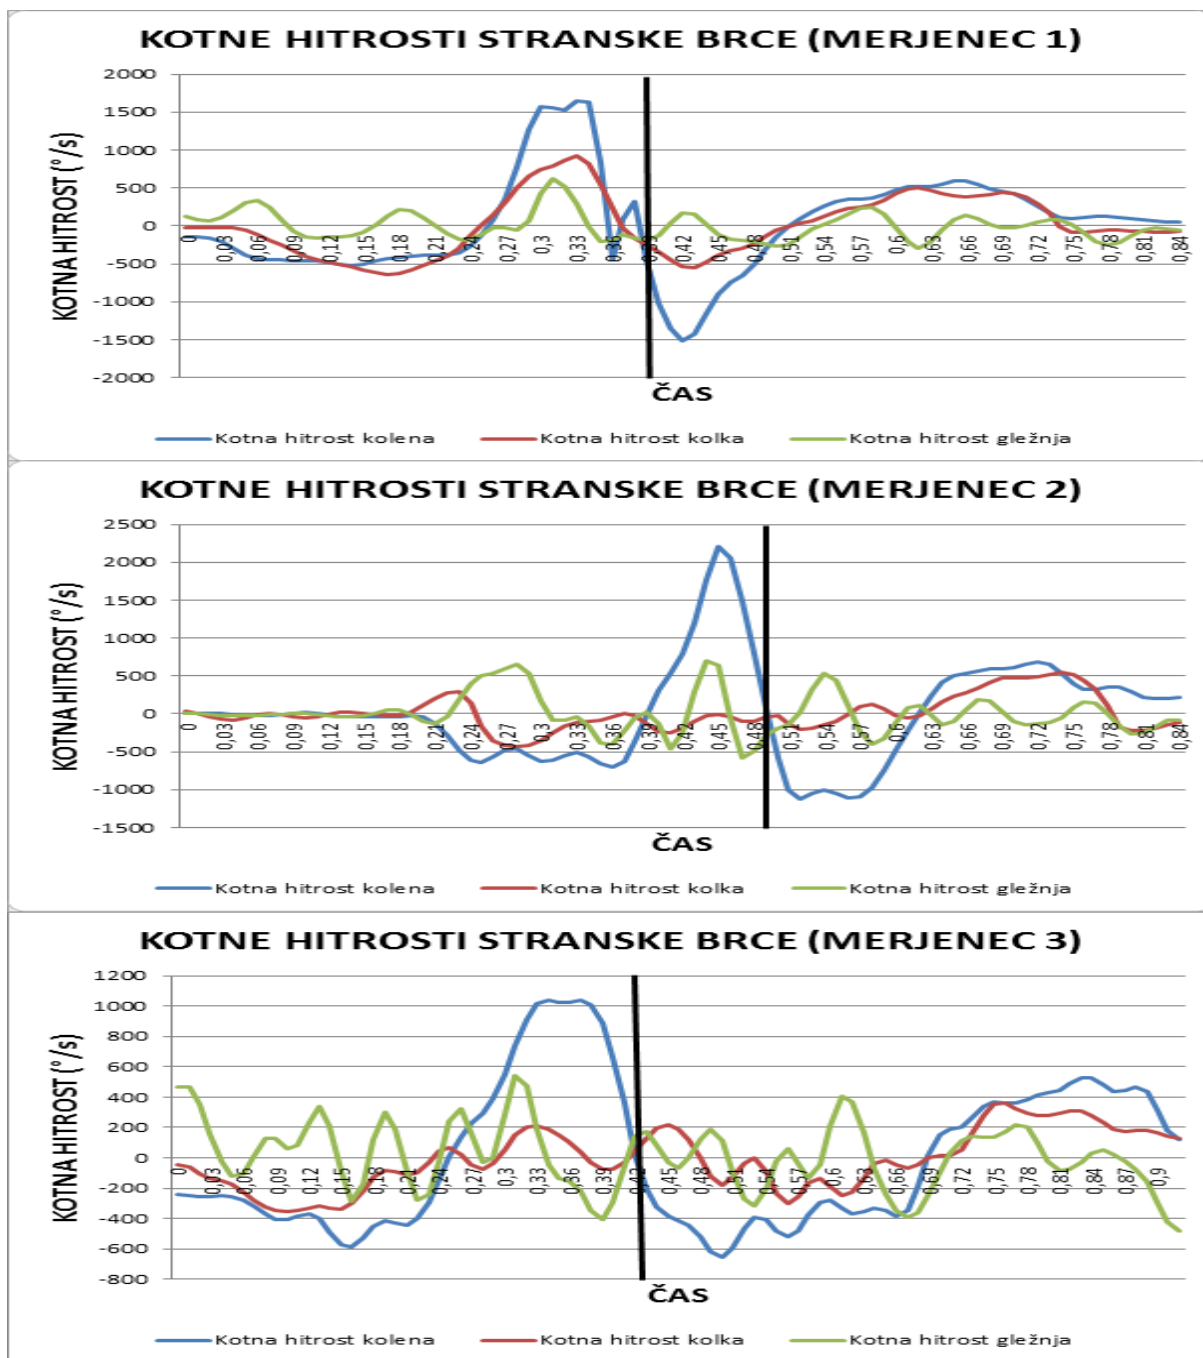 KOTNE HITROSTI STRANSKE BRCE (MERJENEC 1)
KOTNA HITROST (°/s)
2000
1500
1000
500
0
-500
-1000
-1500
-2000
0 0,03 0,06 0,09 0,12 0,15 0,18 0,21 0,24 0,27 0,3 0,33 0,36 0,39 0,42 0,45 0,48 0,51 0,54 0,57 0,6 0,63 0,66 0,69 0,72 0,75 0,78 0,81 0,84
ČAS
Kotna hitrost kolena Kotna hitrost kolka Kotna hitrost gležnja
KOTNE HITROSTI STRANSKE BRCE (MERJENEC 2)
KOTNA HITROST (°/s)
2500
2000
1500
1000
500
0
-500
-1000
-1500
0 0,03 0,06 0,09 0,12 0,15 0,18 0,21 0,24 0,27 0,3 0,33 0,36 0,39 0,42 0,45 0,48 0,51 0,54 0,57 0,6 0,63 0,66 0,69 0,72 0,75 0,78 0,81 0,84
ČAS
Kotna hitrost kolena Kotna hitrost kolka Kotna hitrost gležnja
KOTNE HITROSTI STRANSKE BRCE (MERJENEC 3)
KOTNA HITROST (°/s)
1200
1000
800
600
400
200
0
-200
-400
-600
-800
0 0,03 0,06 0,09 0,12 0,15 0,18 0,21 0,24 0,27 0,3 0,33 0,36 0,39 0,42 0,45 0,48 0,51 0,54 0,57 0,6 0,63 0,66 0,69 0,72 0,75 0,78 0,81 0,84 0,87 0,9
ČAS
Kotna hitrost kolena Kotna hitrost kolka Kotna hitrost gležnja